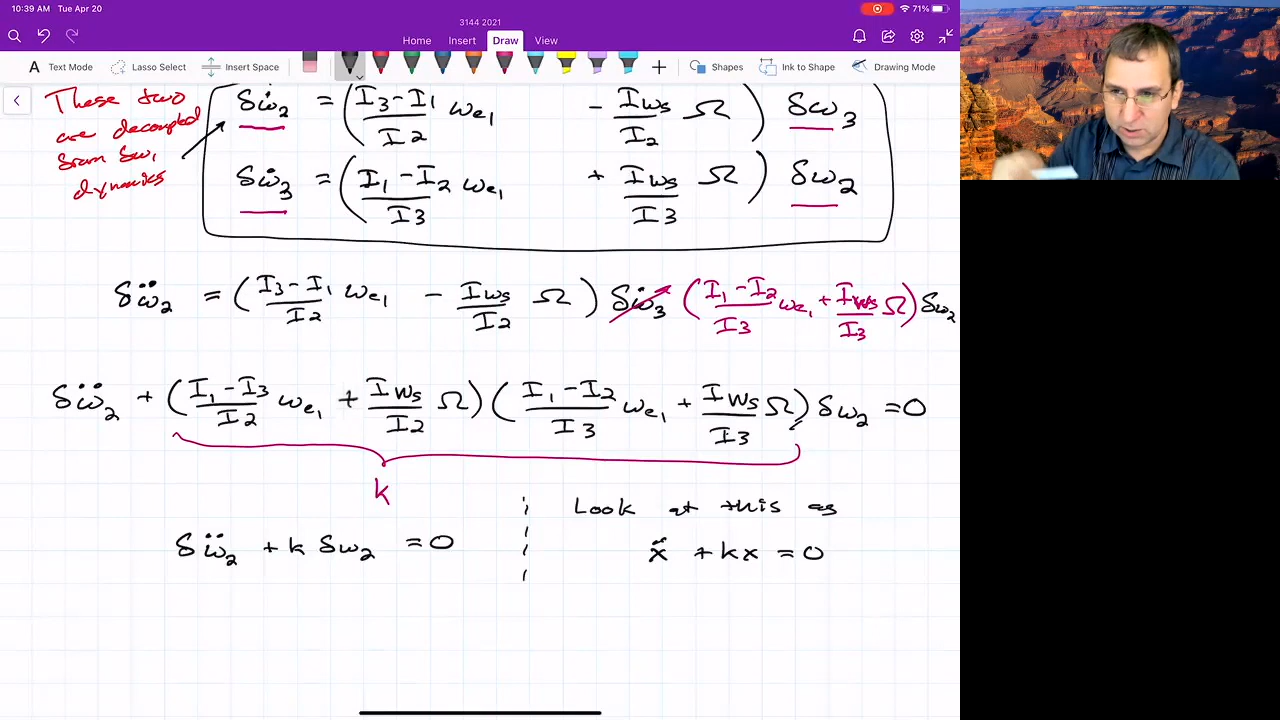 10:39 AM Tue Apr 20
71%
3144 2021
Home Insert Draw View
Text Mode Lasso Select Insert Space + Shapes Ink to Shape Drawing Mode
These two
are decoupled
from δω₁
dynamics
δω̇₂ = (I₃-I₁/I₂ ωe₁ - Iws/I₂ Ω) δω₃
δω̇₃ = (I₁-I₂/I₃ ωe₁ + Iws/I₃ Ω) δω₂
δω̈₂ = (I₃-I₁/I₂ ωe₁ - Iws/I₂ Ω) δω̇₃ (I₁-I₂/I₃ ωe₁ + Iws/I₃ Ω) δω₂
δω̈₂ + (I₁-I₃/I₂ ωe₁ + Iws/I₂ Ω) (I₁-I₂/I₃ ωe₁ + Iws/I₃ Ω) δω₂ = 0
k
Look at this as
δω̈₂ + k δω₂ = 0
ẍ + kx = 0